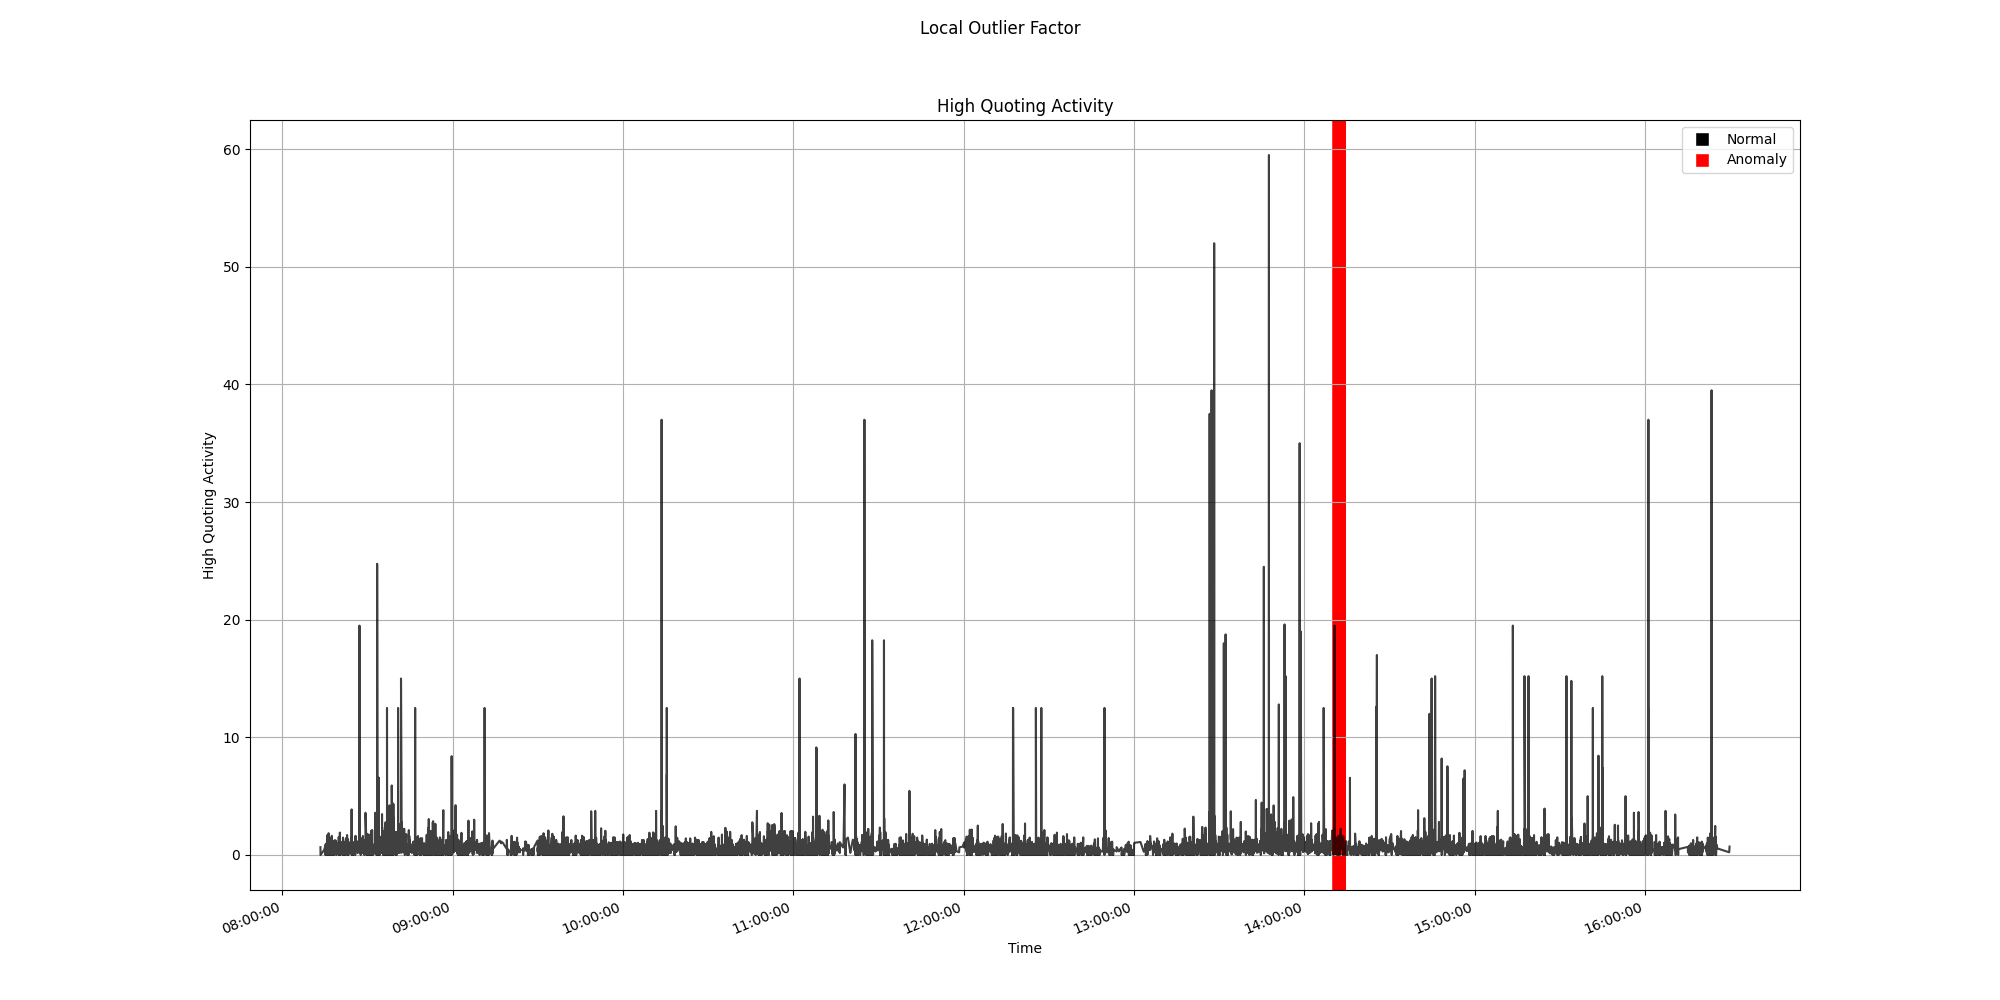 Local Outlier Factor
High Quoting Activity
Normal
Anomaly
High Quoting Activity
60
50
40
30
20
10
0
08:00:00
09:00:00
10:00:00
11:00:00
12:00:00
13:00:00
14:00:00
15:00:00
16:00:00
Time